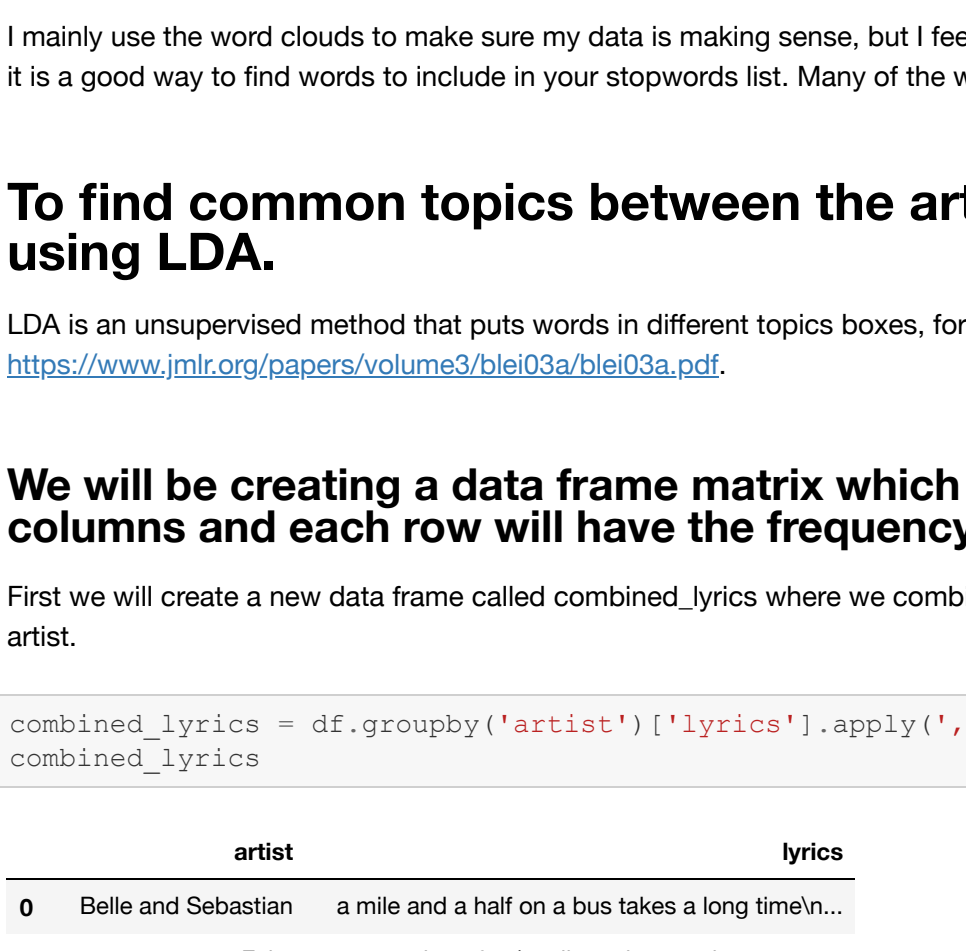 I mainly use the word clouds to make sure my data is making sense, but I fee
it is a good way to find words to include in your stopwords list. Many of the
To find common topics between the
using LDA.
LDA is an unsupervised method that puts words in different topics boxes, for
https://www.jmlr.org/papers/volume3/blei03a/blei03a.pdf.
We will be creating a data frame matrix which
columns and each row will have the frequency
First we will create a new data frame called combined_lyrics where we comb
artist.
combined_lyrics = df.groupby('artist')['lyrics'].apply(',
combined_lyrics
artist lyrics
0 Belle and Sebastian a mile and a half on a bus takes a long time\n...